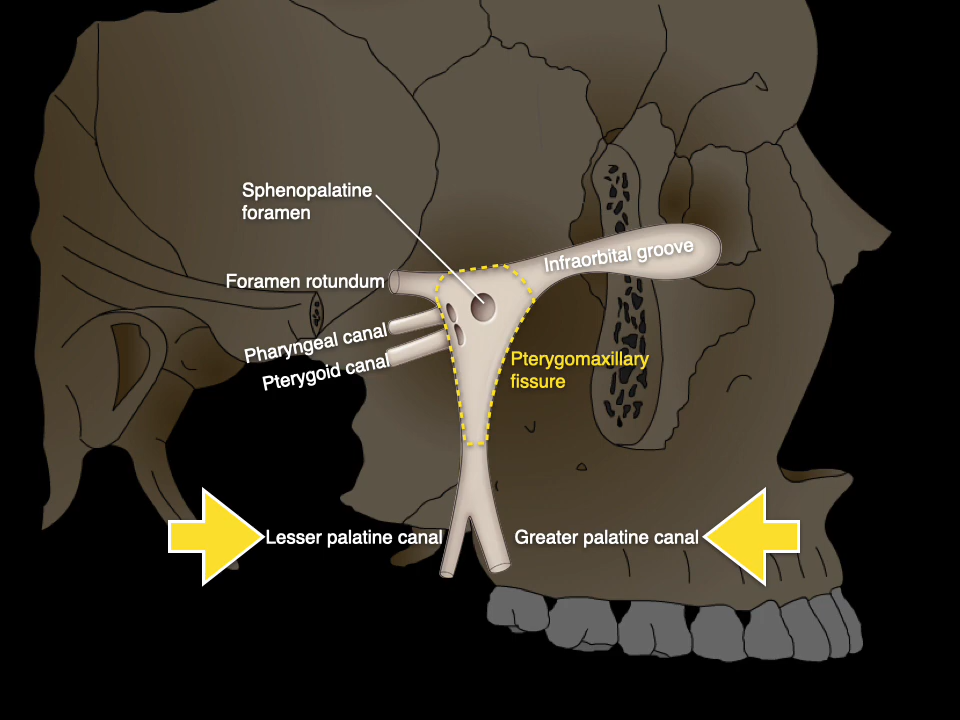 Sphenopalatine
foramen
Foramen rotundum
Infraorbital groove
Pharyngeal canal
Pterygoid canal
Pterygomaxillary
fissure
Lesser palatine canal
Greater palatine canal